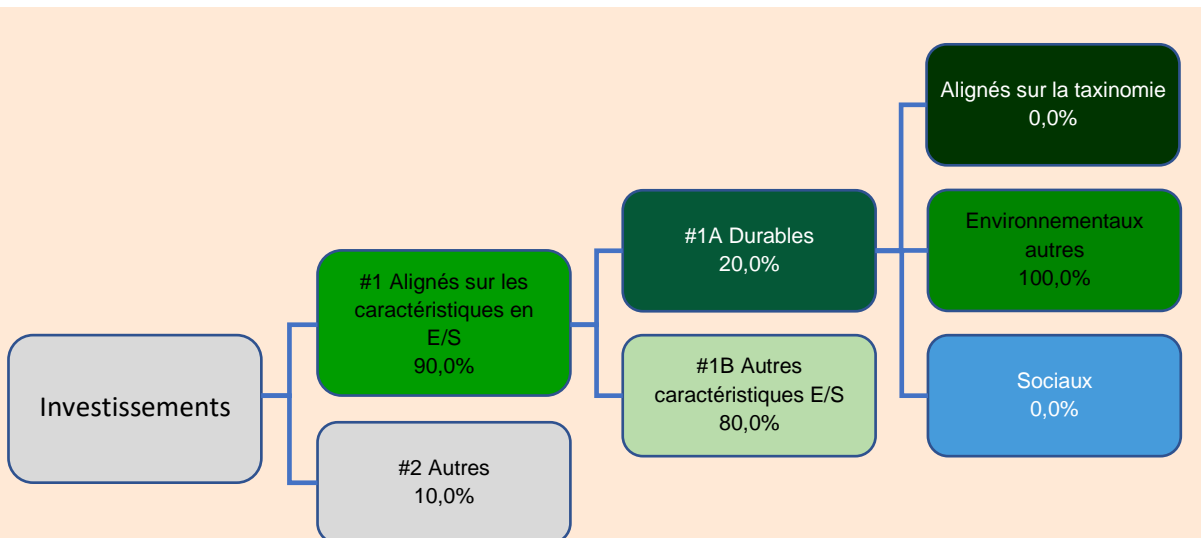 Investissements
#1 Alignés sur les
caractéristiques en
E/S
90,0%
#2 Autres
10,0%
#1A Durables
20,0%
#1B Autres
caractéristiques E/S
80,0%
Alignés sur la taxinomie
0,0%
Environnementaux
autres
100,0%
Sociaux
0,0%